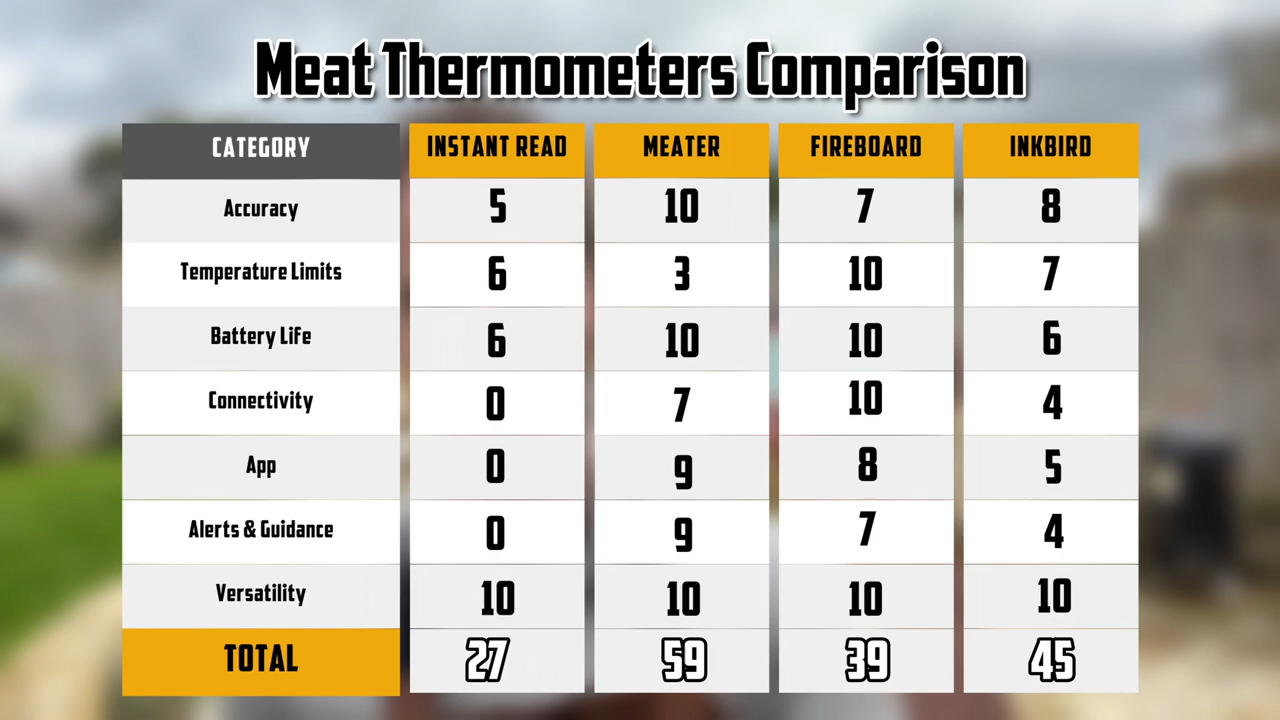 Meat Thermometers Comparison
CATEGORY INSTANT READ MEATER FIREBOARD INKBIRD
Accuracy 5 10 7 8
Temperature Limits 6 3 10 7
Battery Life 6 10 10 6
Connectivity 0 7 10 4
App 0 9 8 5
Alerts & Guidance 0 9 7 4
Versatility 10 10 10 10
TOTAL 27 59 39 45